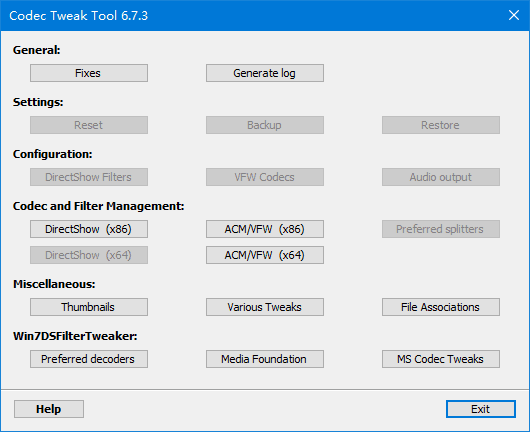 Codec Tweak Tool 6.7.3
General:
Fixes Generate log
Settings:
Reset Backup Restore
Configuration:
DirectShow Filters VFW Codecs Audio output
Codec and Filter Management:
DirectShow (x86) ACM/VFW (x86) Preferred splitters
DirectShow (x64) ACM/VFW (x64)
Miscellaneous:
Thumbnails Various Tweaks File Associations
Win7DSFilterTweaker:
Preferred decoders Media Foundation MS Codec Tweaks
Help Exit